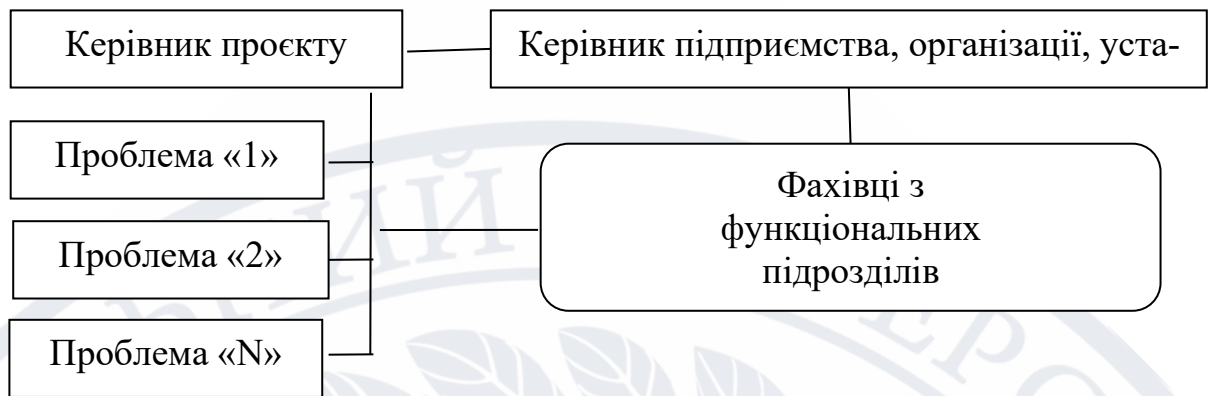 Керівник проєкту
Керівник підприємства, організації, уста-
Проблема «1»
Проблема «2»
Проблема «N»
Фахівці з
функціональних
підрозділів